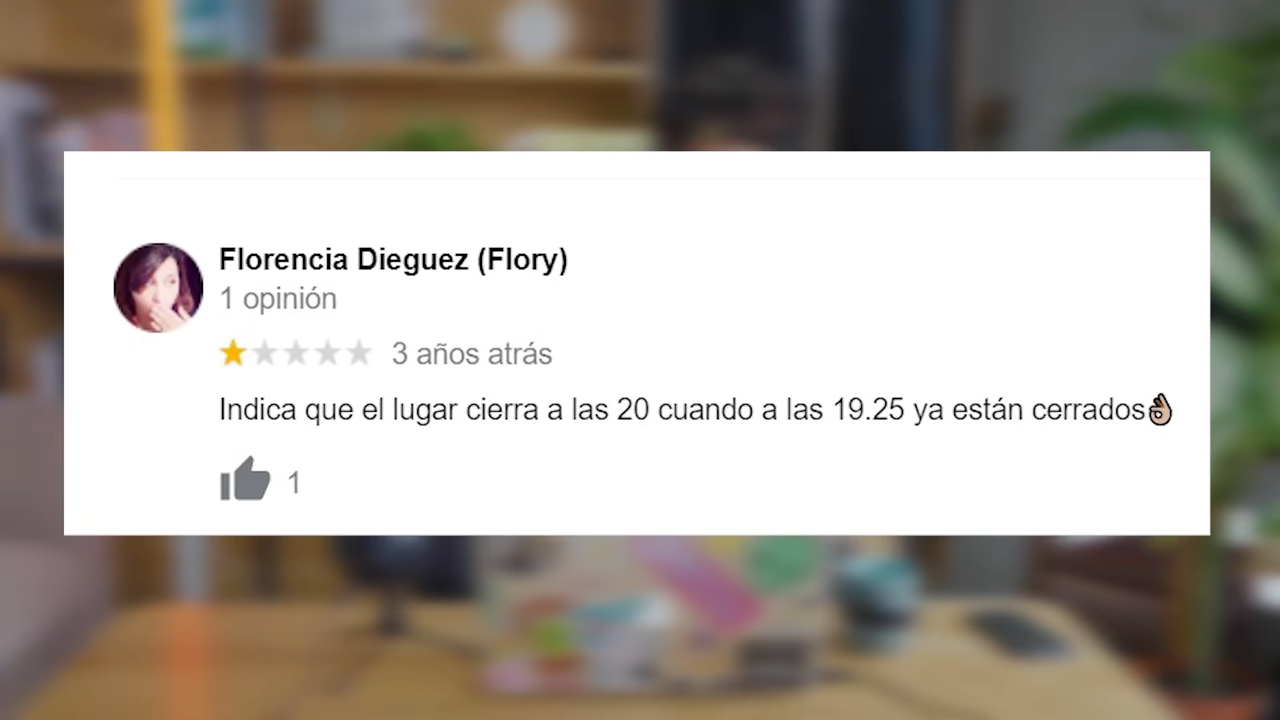 Florencia Dieguez (Flory)
1 opinión
3 años atrás
Indica que el lugar cierra a las 20 cuando a las 19.25 ya están cerrados👌🏽
1